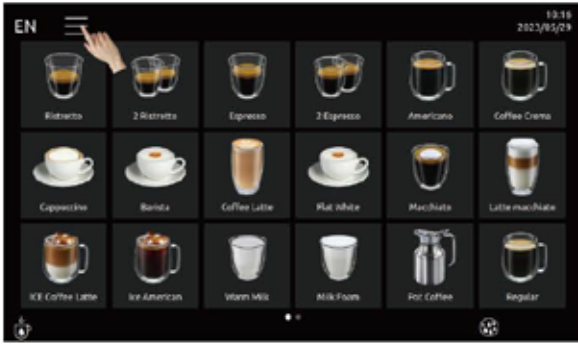 EN
10:16
2023/05/29
Ristretto
2 Ristretto
Espresso
2 Espresso
Americano
Coffee Crema
Cappuccino
Barista
Coffee Latte
Flat White
Macchiato
Latte macchiato
ICE Coffee Latte
Ice American
Warm Milk
Milk Foam
Pot Coffee
Regular